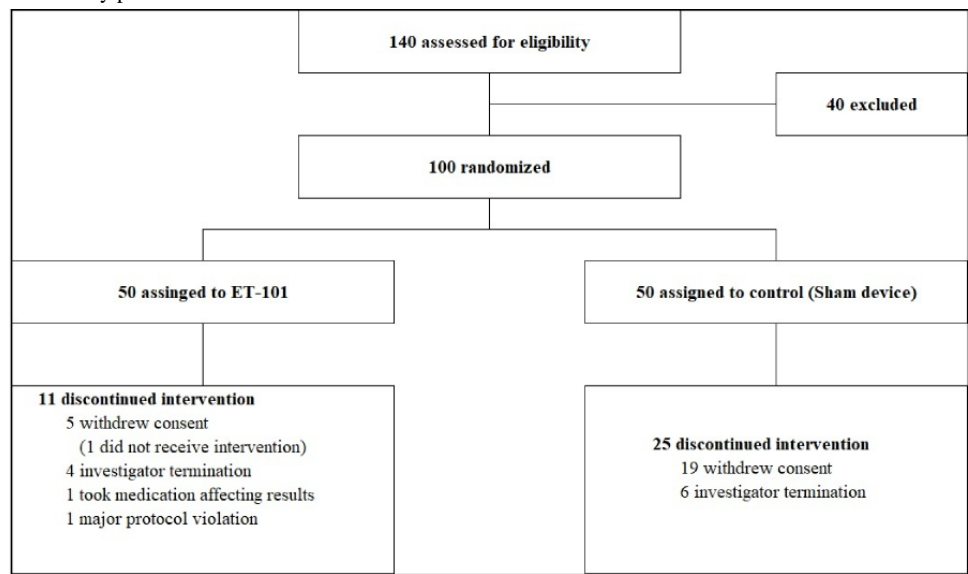 140 assessed for eligibility
40 excluded
100 randomized
50 assinged to ET-101
50 assigned to control (Sham device)
11 discontinued intervention
5 withdrew consent
(1 did not receive intervention)
4 investigator termination
1 took medication affecting results
1 major protocol violation
25 discontinued intervention
19 withdrew consent
6 investigator termination